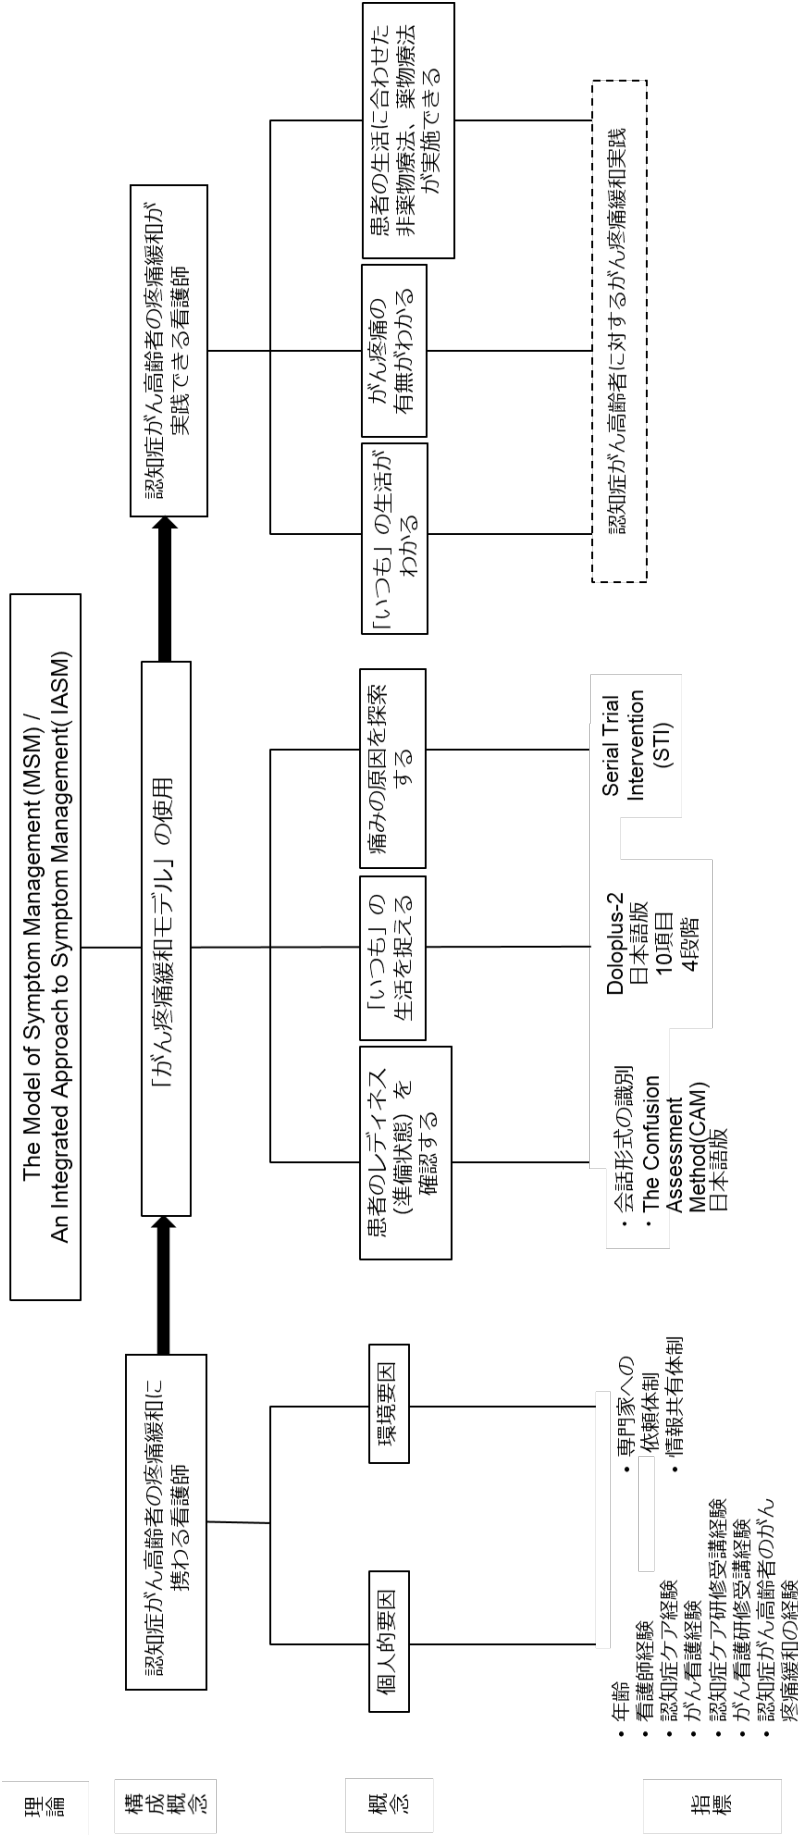 理論
The Model of Symptom Management (MSM) /
An Integrated Approach to Symptom Management( IASM)
構成概念
認知症がん高齢者の疼痛緩和に
携わる看護師
「がん疼痛緩和モデル」の使用
認知症がん高齢者の疼痛緩和が
実践できる看護師
概念
個人的要因
環境要因
患者のレディネス
(準備状態) を
確認する
「いつも」の
生活を捉える
痛みの原因を探索
する
「いつも」の生活が
わかる
がん疼痛の
有無がわかる
患者の生活に合わせた
非薬物療法、薬物療法
が実施できる
指標
・年齢
・看護師経験
・認知症ケア経験
・がん看護経験
・認知症ケア研修受講経験
・がん看護研修受講経験
・認知症がん高齢者のがん
疼痛緩和の経験
・専門家への
依頼体制
・情報共有体制
・会話形式の識別
・The Confusion
Assessment
Method(CAM)
日本語版
Doloplus-2
日本語版
10項目
4段階
Serial Trial
Intervention
(STI)
認知症がん高齢者に対するがん疼痛緩和実践